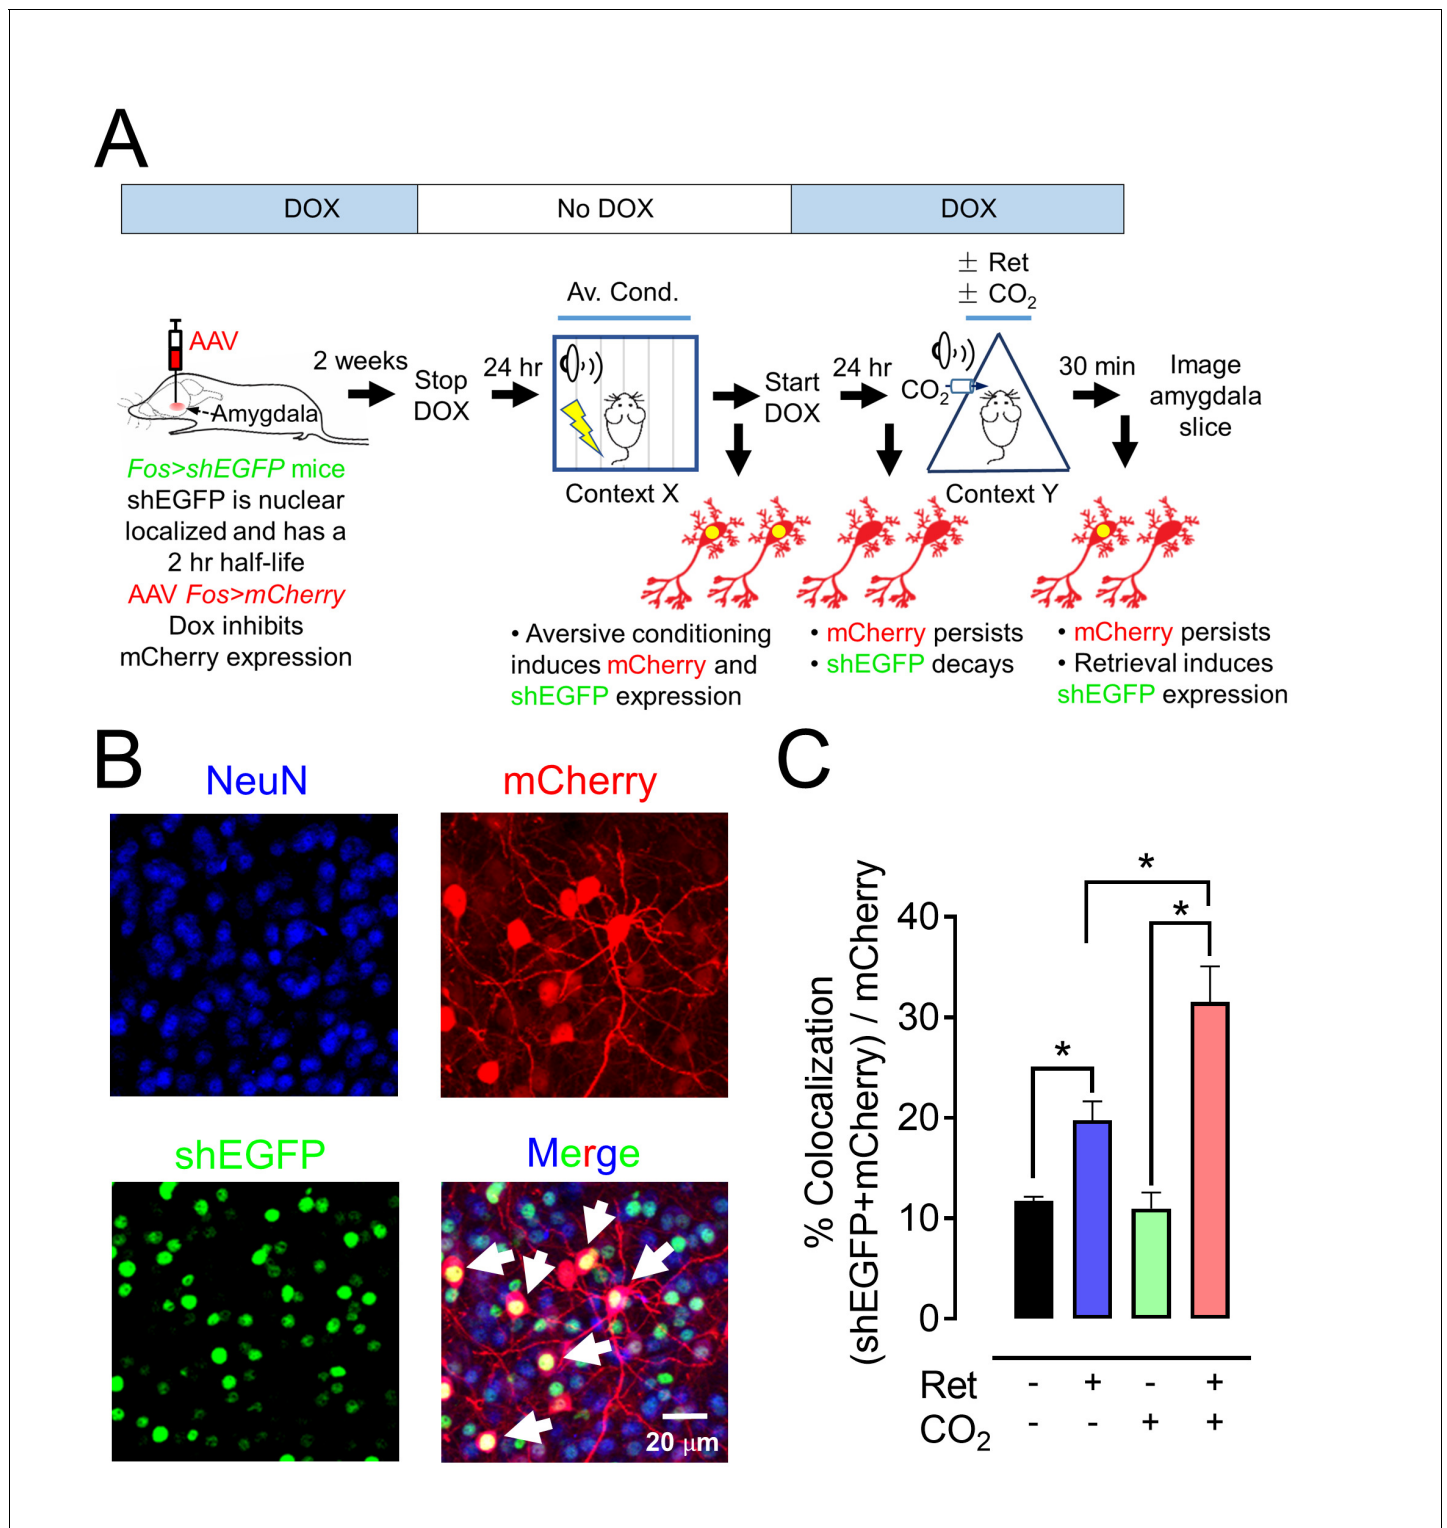 A
DOX
No DOX
DOX
± Ret
± CO2
Av. Cond.
AAV
2 weeks
Stop
DOX
24 hr
Start
DOX
24 hr
CO2
30 min
Image
amygdala
slice
Amygdala
Context X
Context Y
Fos>shEGFP mice
shEGFP is nuclear
localized and has a
2 hr half-life
AAV Fos>mCherry
Dox inhibits
mCherry expression
• Aversive conditioning
induces mCherry and
shEGFP expression
• mCherry persists
• shEGFP decays
• mCherry persists
• Retrieval induces
shEGFP expression
B
NeuN
mCherry
shEGFP
Merge
20 μm
C
% Colocalization
(shEGFP+mCherry) / mCherry
40
30
20
10
0
*
*
*
Ret - + - +
CO2 - - + +